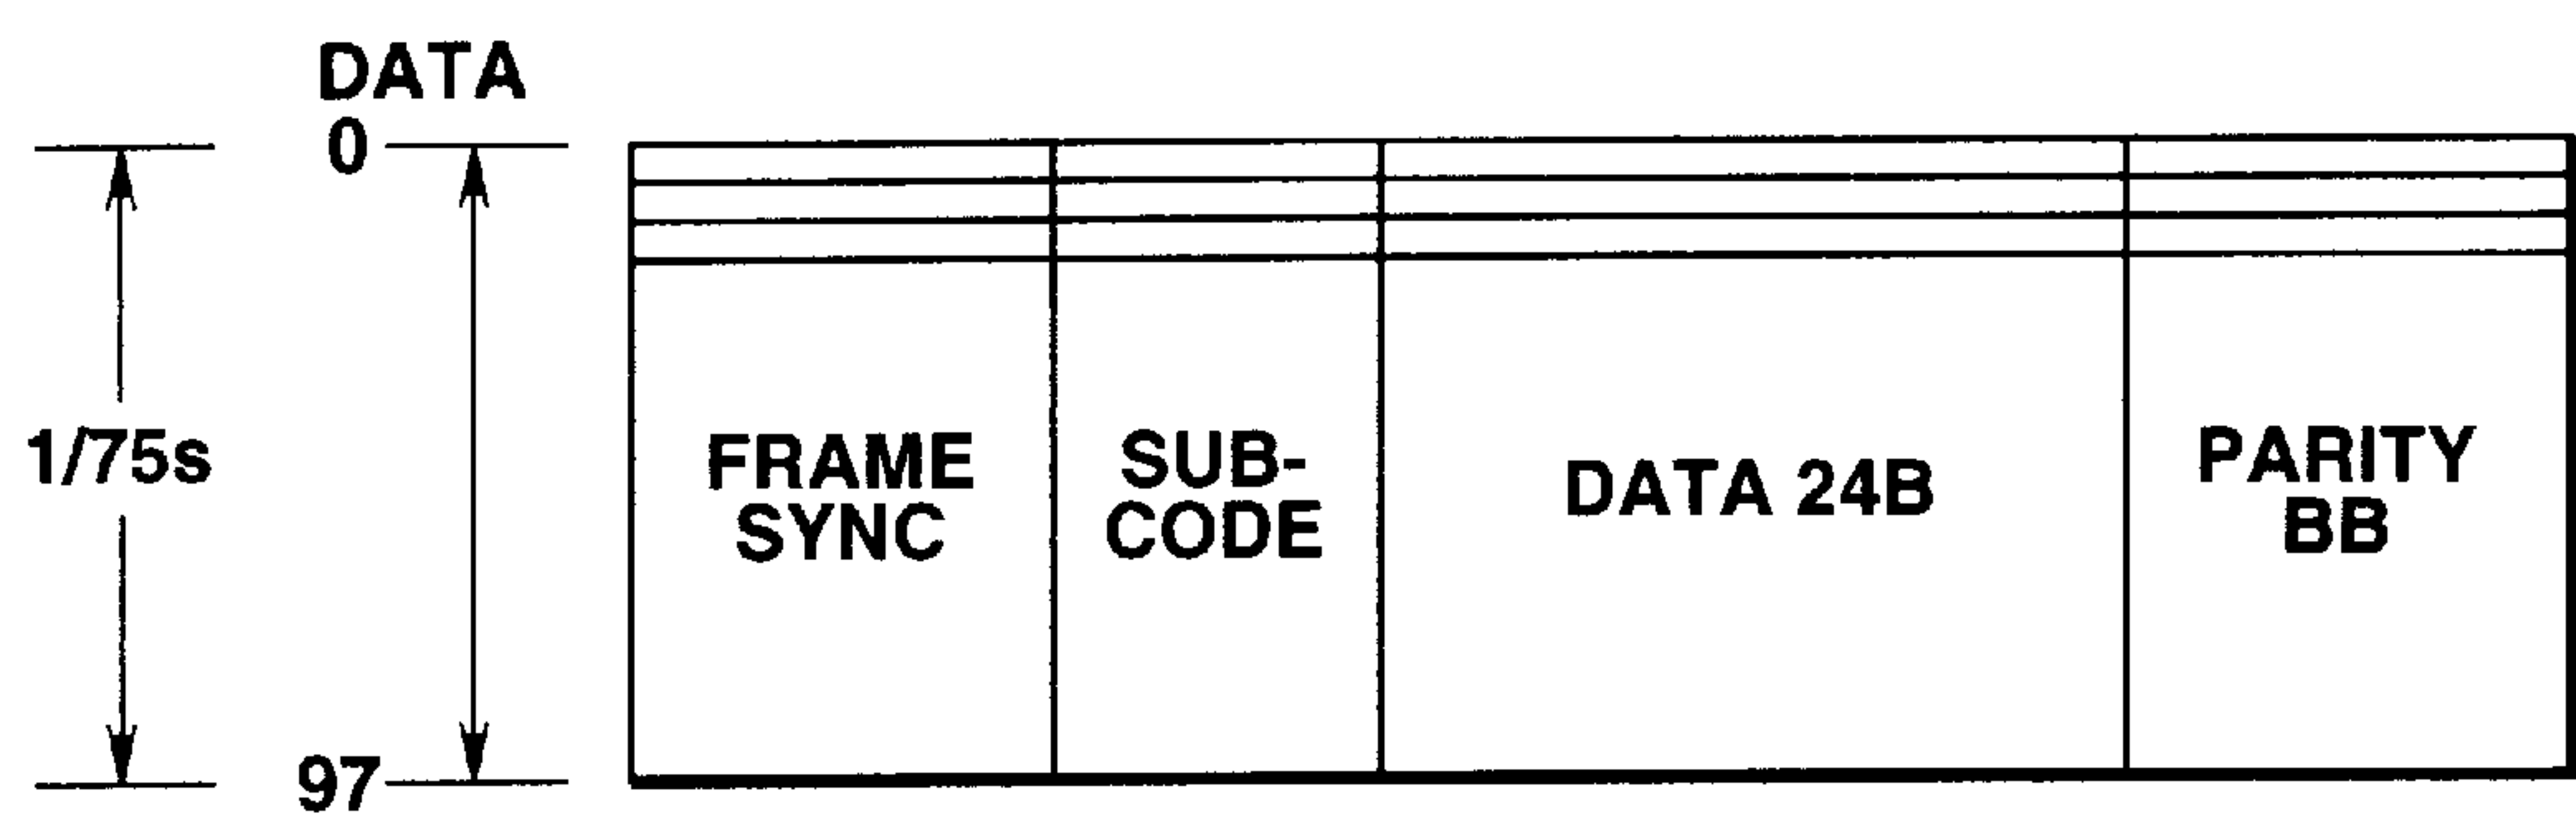 DATA
0
1/75s
97
FRAME
SYNC
SUB-
CODE
DATA 24B
PARITY
BB